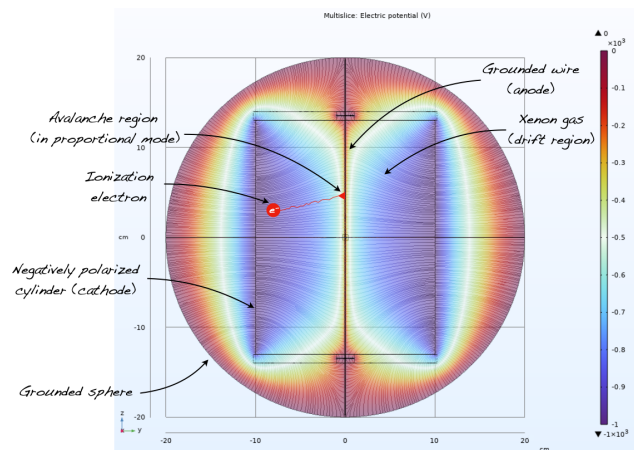 Multislice: Electric potential (V)
▲ 0
×10³
0
-0.1
-0.2
-0.3
-0.4
-0.5
-0.6
-0.7
-0.8
-0.9
-1
▼ -1×10³
20
10
0
-10
-20
cm
-20
-10
0
10
20
cm
z
y
Grounded wire
(anode)
Avalanche region
(in proportional mode)
Xenon gas
(drift region)
Ionization
electron
e⁻
Negatively polarized
cylinder (cathode)
Grounded sphere